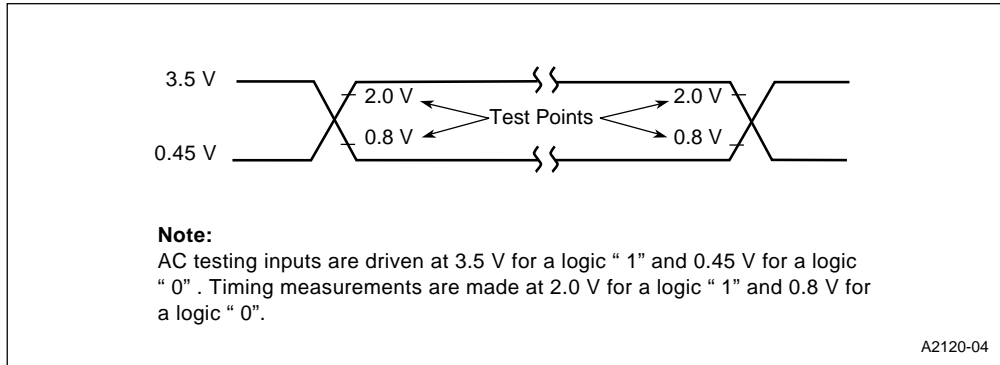 3.5 V
2.0 V
Test Points
2.0 V
0.8 V
0.8 V
0.45 V
Note:
AC testing inputs are driven at 3.5 V for a logic “ 1” and 0.45 V for a logic
“ 0” . Timing measurements are made at 2.0 V for a logic “ 1” and 0.8 V for
a logic “ 0”.
A2120-04